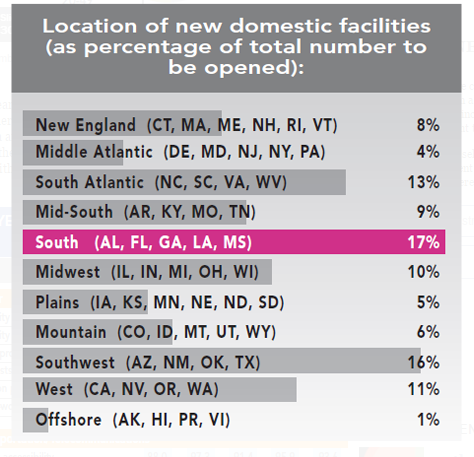 Location of new domestic facilities
(as percentage of total number to
be opened):
New England (CT, MA, ME, NH, RI, VT) 8%
Middle Atlantic (DE, MD, NJ, NY, PA) 4%
South Atlantic (NC, SC, VA, WV) 13%
Mid-South (AR, KY, MO, TN) 9%
South (AL, FL, GA, LA, MS) 17%
Midwest (IL, IN, MI, OH, WI) 10%
Plains (IA, KS, MN, NE, ND, SD) 5%
Mountain (CO, ID, MT, UT, WY) 6%
Southwest (AZ, NM, OK, TX) 16%
West (CA, NV, OR, WA) 11%
Offshore (AK, HI, PR, VI) 1%